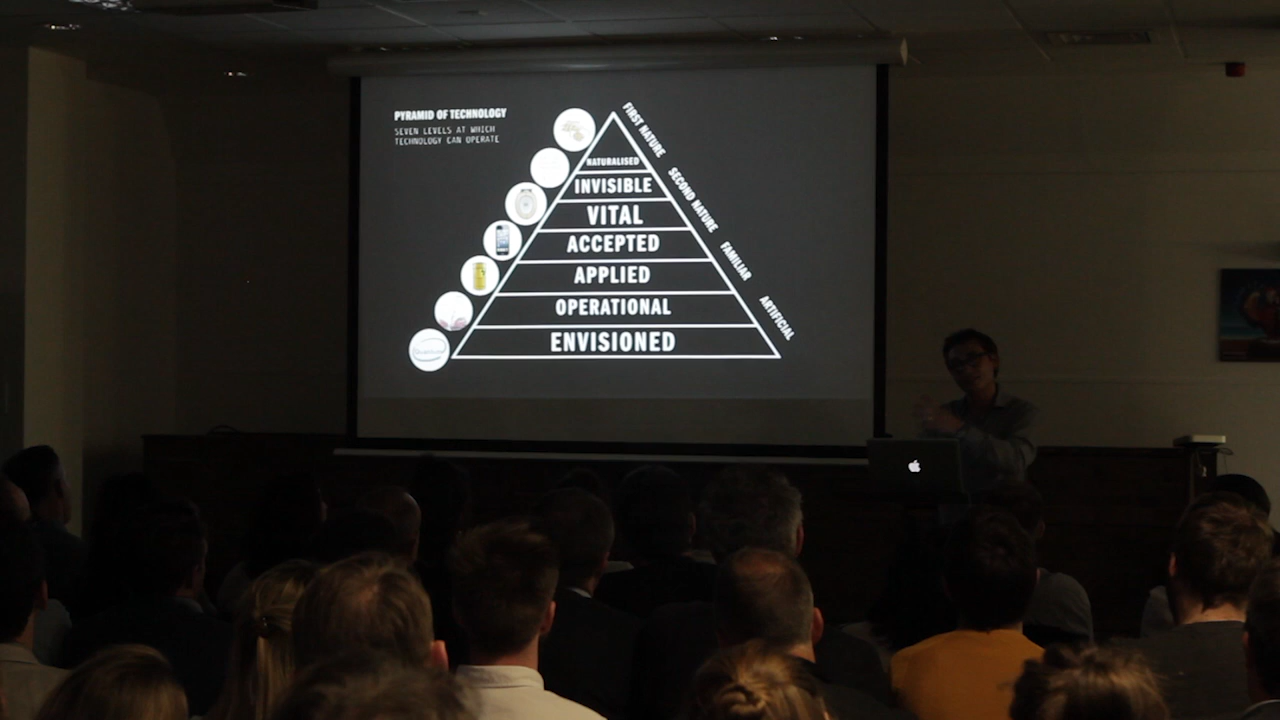 PYRAMID OF TECHNOLOGY
SEVEN LEVELS AT WHICH
TECHNOLOGY CAN OPERATE
NATURALISED
INVISIBLE
VITAL
ACCEPTED
APPLIED
OPERATIONAL
ENVISIONED
FIRST NATURE
SECOND NATURE
FAMILIAR
ARTIFICIAL